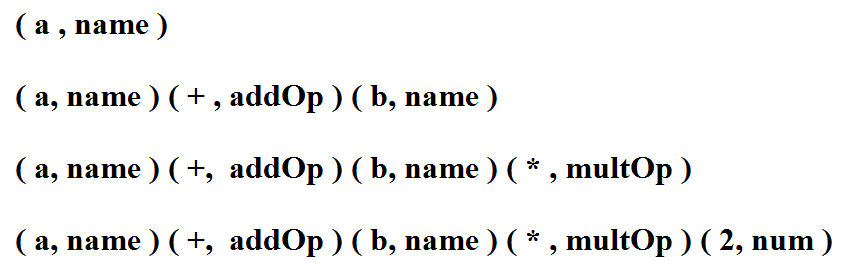 ( a , name )
( a, name ) ( + , addOp ) ( b, name )
( a, name ) ( +,  addOp ) ( b, name ) ( * , multOp )
( a, name ) ( +,  addOp ) ( b, name ) ( * , multOp ) ( 2, num )